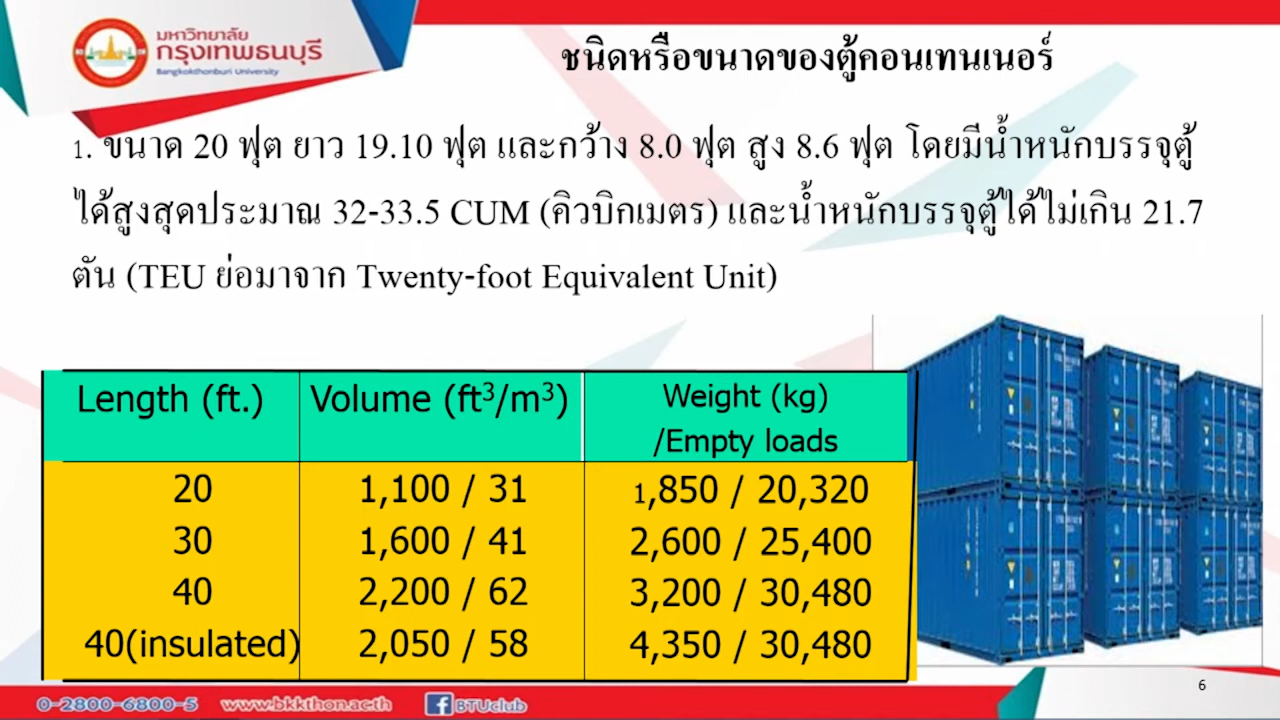 มหาวิทยาลัย
กรุงเทพธนบุรี
Bangkokthonburi University
ชนิดหรือขนาดของตู้คอนเทนเนอร์
1. ขนาด 20 ฟุต ยาว 19.10 ฟุต และกว้าง 8.0 ฟุต สูง 8.6 ฟุต โดยมีน้ำหนักบรรจุตู้
ได้สูงสุดประมาณ 32-33.5 CUM (คิวบิกเมตร) และน้ำหนักบรรจุตู้ได้ไม่เกิน 21.7
ตัน (TEU ย่อมาจาก Twenty-foot Equivalent Unit)
Length (ft.) Volume (ft³/m³) Weight (kg)
/Empty loads
20 1,100 / 31 1,850 / 20,320
30 1,600 / 41 2,600 / 25,400
40 2,200 / 62 3,200 / 30,480
40(insulated) 2,050 / 58 4,350 / 30,480
0-2800-6800-5 www.bkkthon.ac.th BTUclub
6